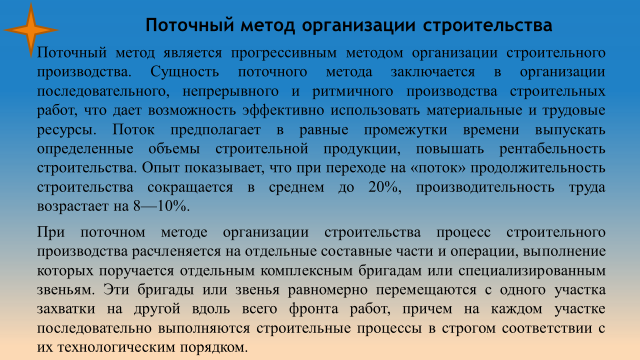 Поточный метод организации строительства
Поточный метод является прогрессивным методом организации строительного
производства. Сущность поточного метода заключается в организации
последовательного, непрерывного и ритмичного производства строительных
работ, что дает возможность эффективно использовать материальные и трудовые
ресурсы. Поток предполагает в равные промежутки времени выпускать
определенные объемы строительной продукции, повышать рентабельность
строительства. Опыт показывает, что при переходе на «поток» продолжительность
строительства сокращается в среднем до 20%, производительность труда
возрастает на 8—10%.
При поточном методе организации строительства процесс строительного
производства расчленяется на отдельные составные части и операции, выполнение
которых поручается отдельным комплексным бригадам или специализированным
звеньям. Эти бригады или звенья равномерно перемещаются с одного участка
захватки на другой вдоль всего фронта работ, причем на каждом участке
последовательно выполняются строительные процессы в строгом соответствии с
их технологическим порядком.